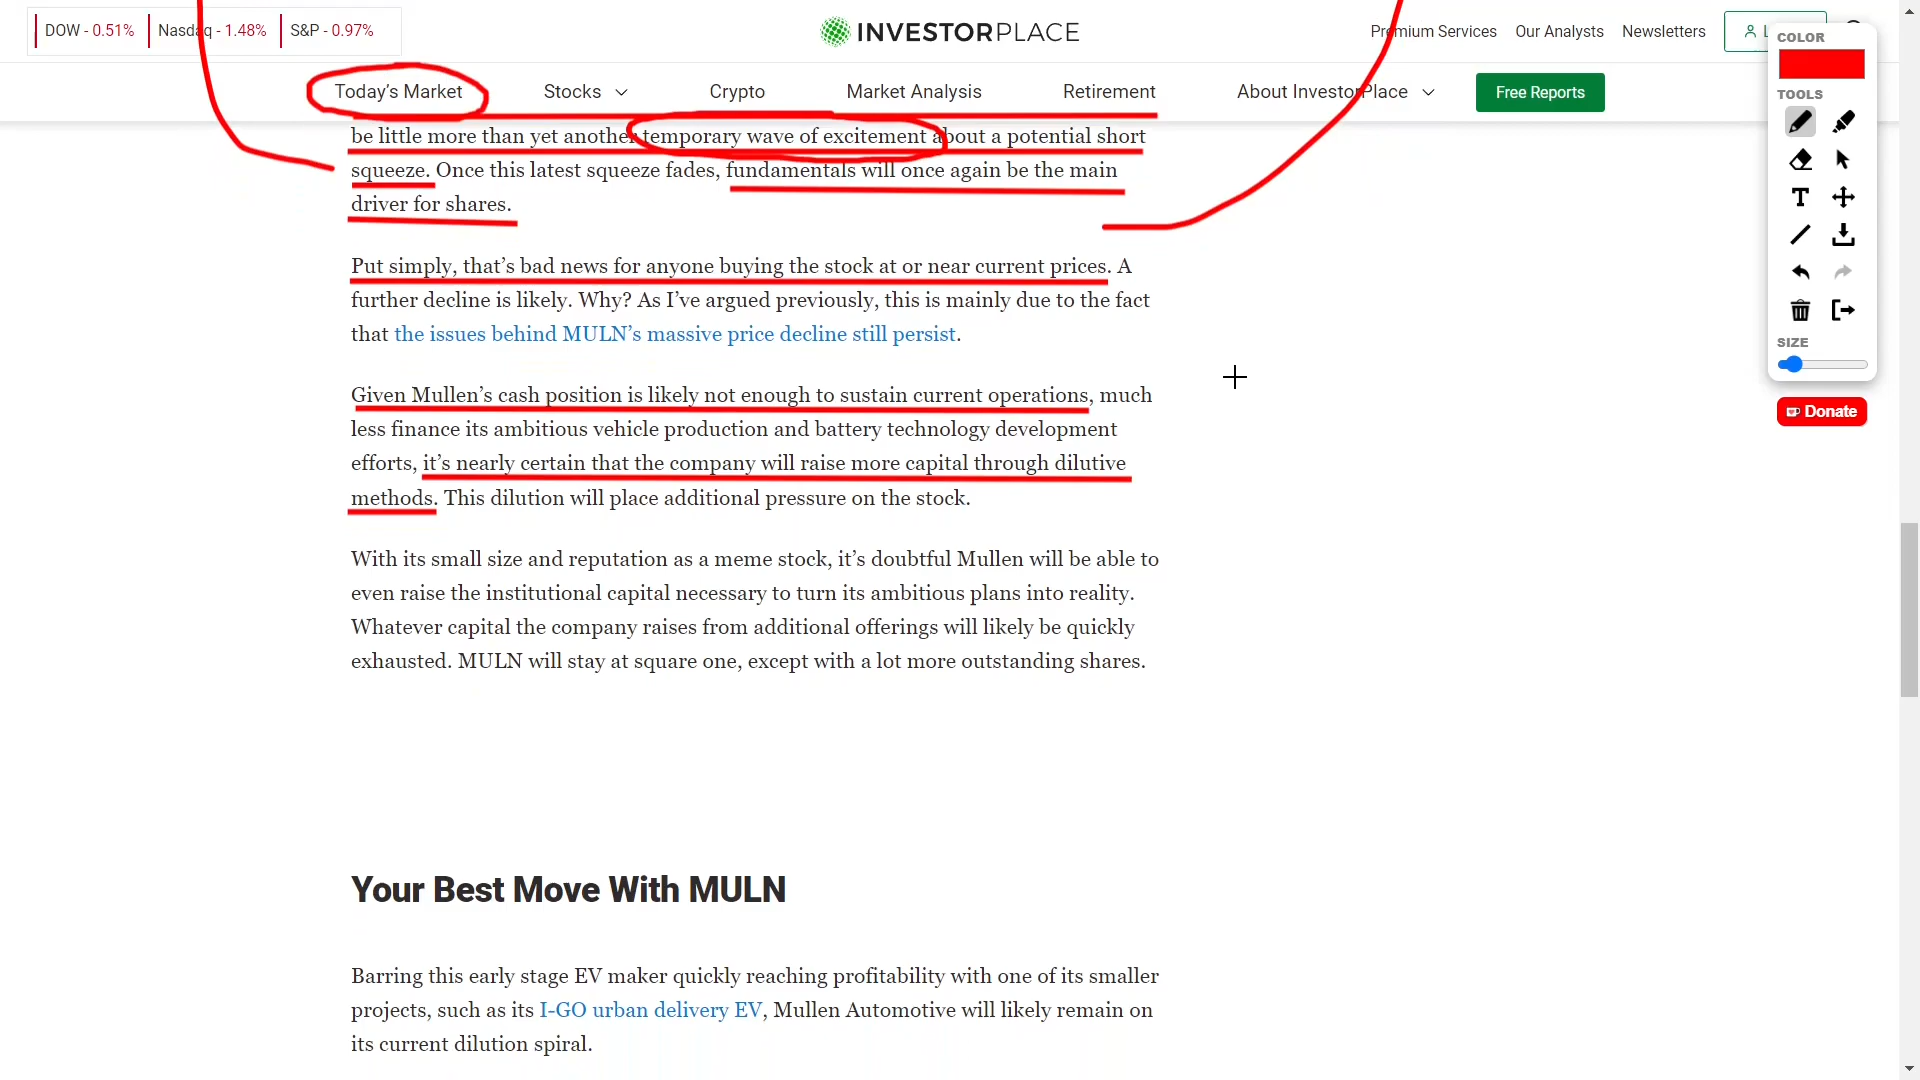 DOW - 0.51% Nasdaq - 1.48% S&P - 0.97%
INVESTORPLACE
Premium Services Our Analysts Newsletters
Today’s Market Stocks Crypto Market Analysis Retirement About InvestorPlace Free Reports
be little more than yet another temporary wave of excitement about a potential short
squeeze. Once this latest squeeze fades, fundamentals will once again be the main
driver for shares.
Put simply, that’s bad news for anyone buying the stock at or near current prices. A
further decline is likely. Why? As I’ve argued previously, this is mainly due to the fact
that the issues behind MULN’s massive price decline still persist.
Given Mullen’s cash position is likely not enough to sustain current operations, much
less finance its ambitious vehicle production and battery technology development
efforts, it’s nearly certain that the company will raise more capital through dilutive
methods. This dilution will place additional pressure on the stock.
With its small size and reputation as a meme stock, it’s doubtful Mullen will be able to
even raise the institutional capital necessary to turn its ambitious plans into reality.
Whatever capital the company raises from additional offerings will likely be quickly
exhausted. MULN will stay at square one, except with a lot more outstanding shares.
Your Best Move With MULN
Barring this early stage EV maker quickly reaching profitability with one of its smaller
projects, such as its I-GO urban delivery EV, Mullen Automotive will likely remain on
its current dilution spiral.
COLOR
TOOLS
T
SIZE
Donate